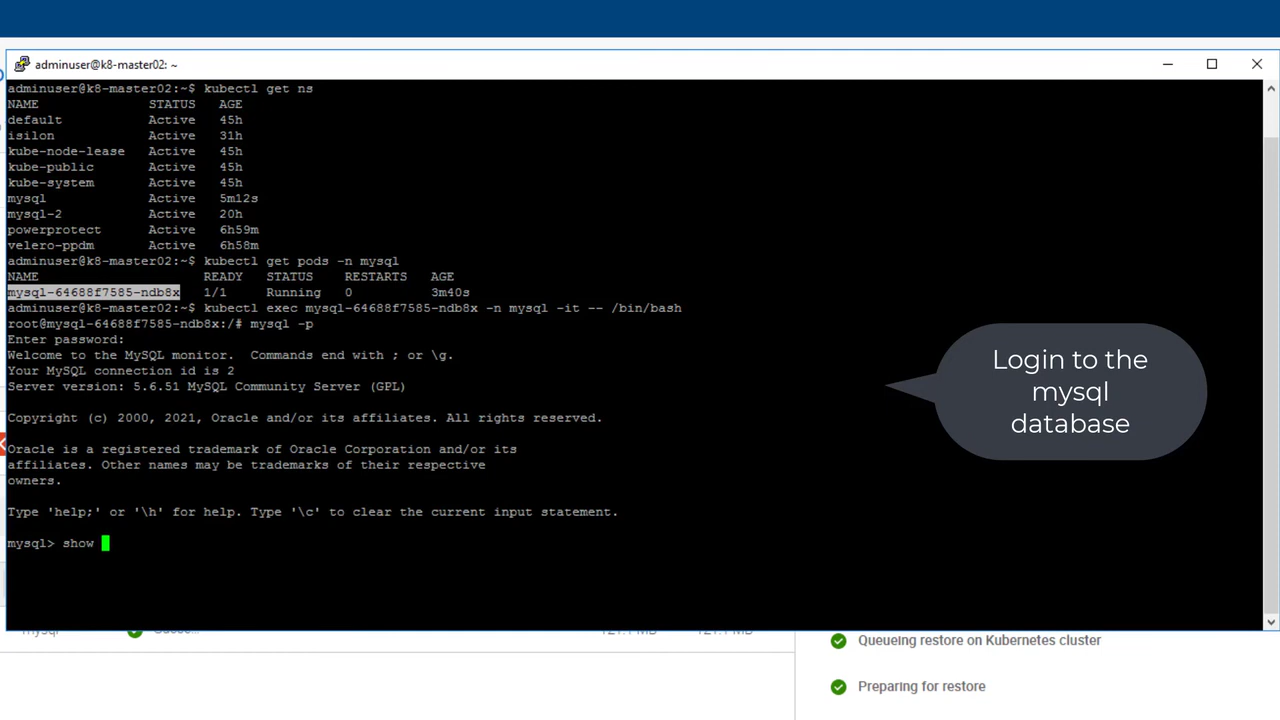 adminuser@k8-master02: ~
adminuser@k8-master02:~$ kubectl get ns
NAME STATUS AGE
default Active 45h
isilon Active 31h
kube-node-lease Active 45h
kube-public Active 45h
kube-system Active 45h
mysql Active 5m12s
mysql-2 Active 20h
powerprotect Active 6h59m
velero-ppdm Active 6h58m
adminuser@k8-master02:~$ kubectl get pods -n mysql
NAME READY STATUS RESTARTS AGE
mysql-64688f7585-ndb8x 1/1 Running 0 3m40s
adminuser@k8-master02:~$ kubectl exec mysql-64688f7585-ndb8x -n mysql -it -- /bin/bash
root@mysql-64688f7585-ndb8x:/# mysql -p
Enter password:
Welcome to the MySQL monitor. Commands end with ; or \g.
Your MySQL connection id is 2
Server version: 5.6.51 MySQL Community Server (GPL)
Copyright (c) 2000, 2021, Oracle and/or its affiliates. All rights reserved.
Oracle is a registered trademark of Oracle Corporation and/or its
affiliates. Other names may be trademarks of their respective
owners.
Type 'help;' or '\h' for help. Type '\c' to clear the current input statement.
mysql> show
Login to the
mysql
database
Queueing restore on Kubernetes cluster
Preparing for restore